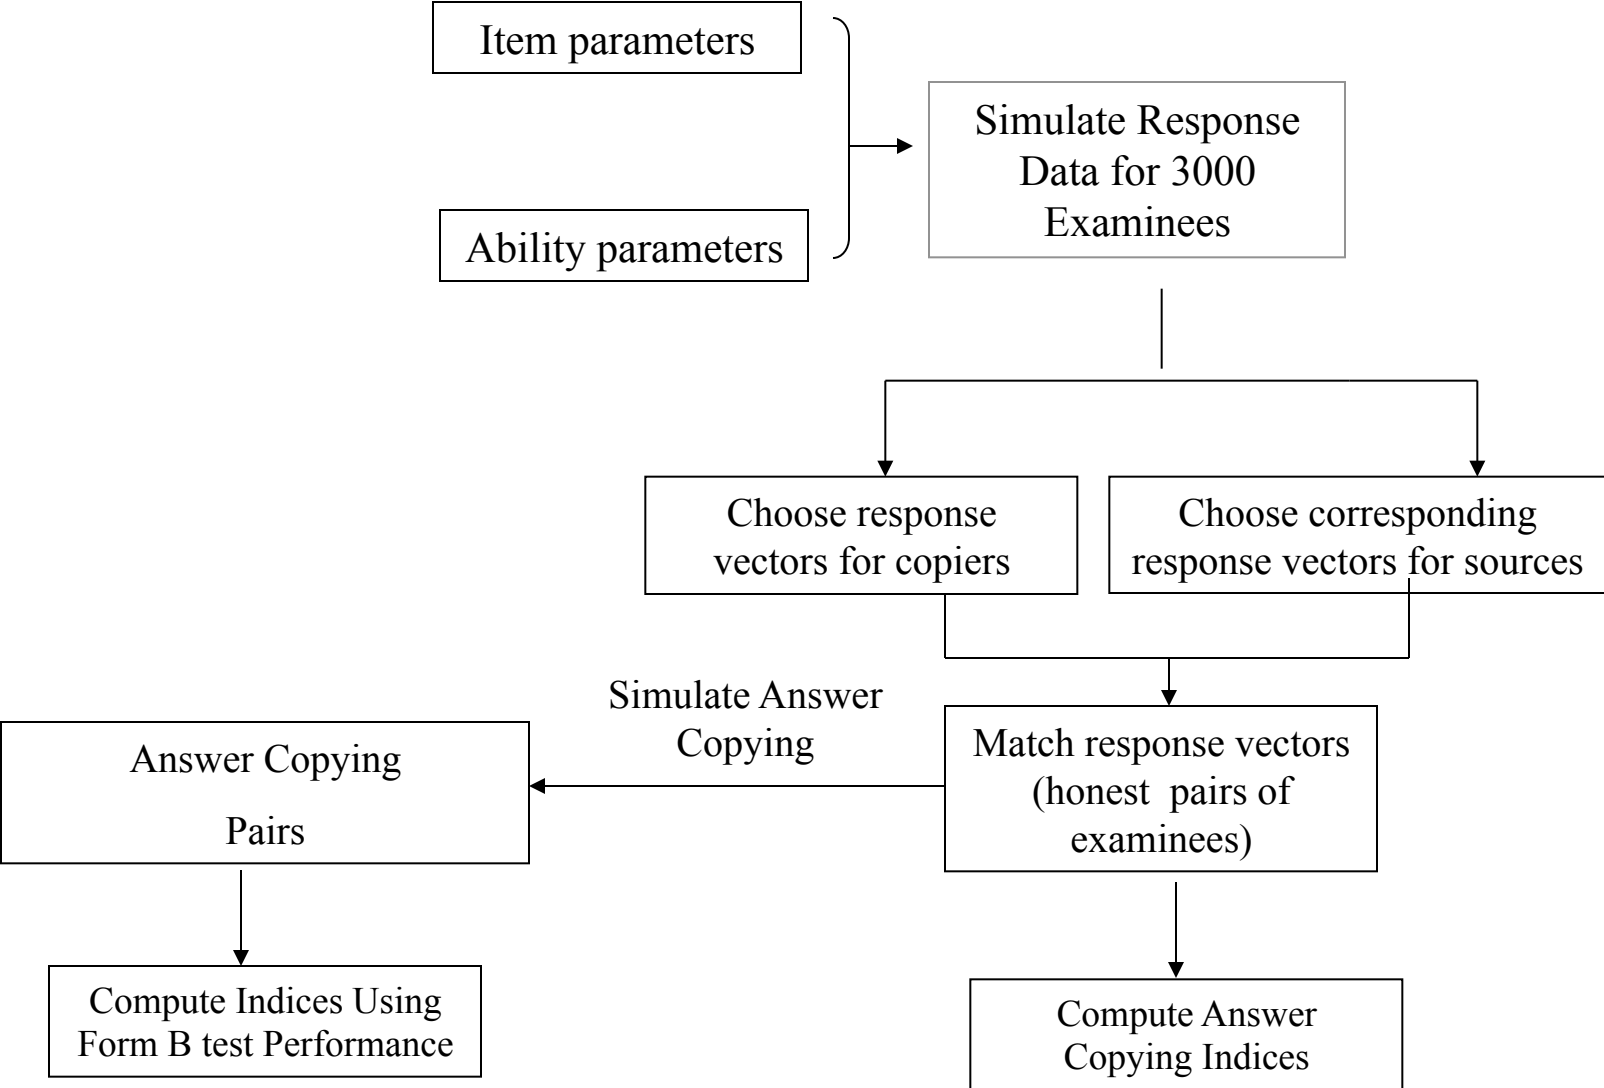 Item parameters
Simulate Response
Data for 3000
Examinees
Ability parameters
Choose response
vectors for copiers
Choose corresponding
response vectors for sources
Simulate Answer
Copying
Match response vectors
(honest  pairs of
examinees)
Answer Copying
Pairs
Compute Indices Using
Form B test Performance
Compute Answer
Copying Indices